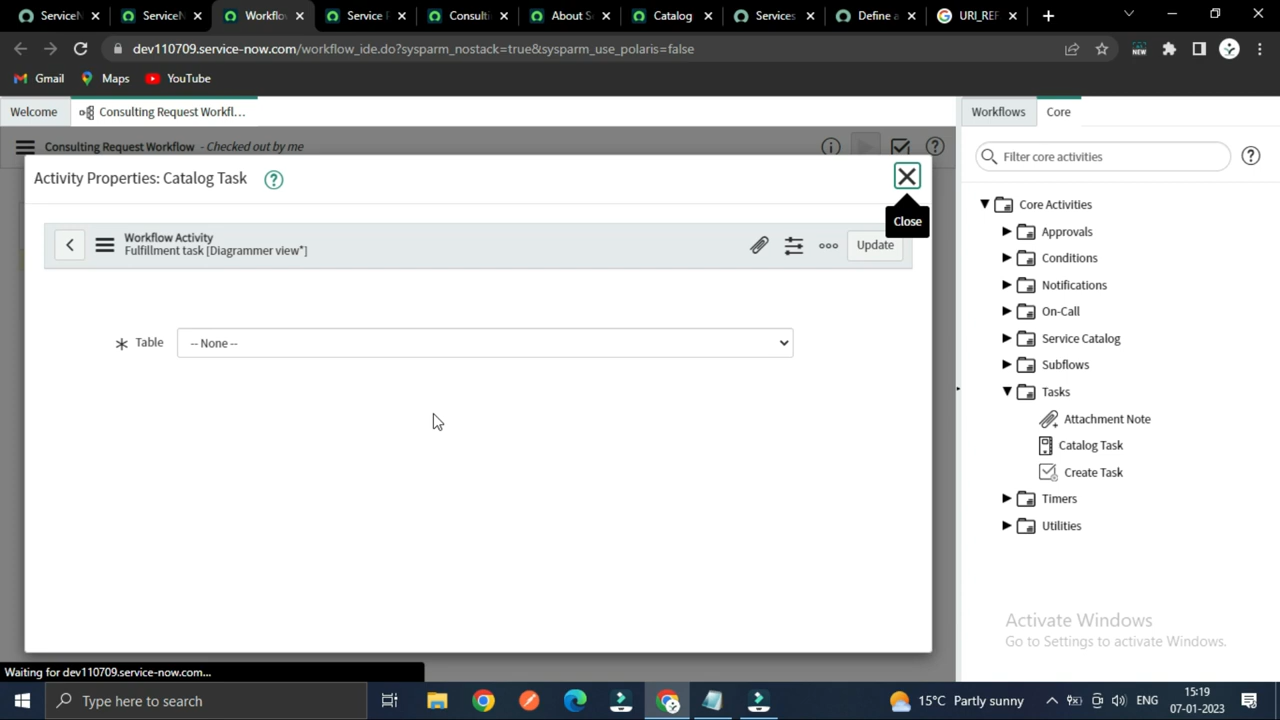 ServiceN
ServiceN
Workflow
Service F
Consulti
About Se
Catalog
Services
Define a
URI_REF
dev110709.service-now.com/workflow_ide.do?sysparm_nostack=true&sysparm_use_polaris=false
NEW
Gmail
Maps
YouTube
Welcome
Consulting Request Workfl...
Workflows
Core
Consulting Request Workflow - Checked out by me
Filter core activities
Activity Properties: Catalog Task
Close
Workflow Activity
Fulfillment task [Diagrammer view*]
Update
Table
-- None --
Core Activities
Approvals
Conditions
Notifications
On-Call
Service Catalog
Subflows
Tasks
Attachment Note
Catalog Task
Create Task
Timers
Utilities
Activate Windows
Go to Settings to activate Windows.
Waiting for dev110709.service-now.com...
Type here to search
15°C Partly sunny
ENG
15:19
07-01-2023